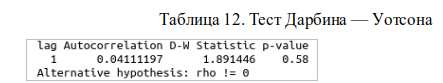 Таблица 12. Тест Дарбина — Уотсона
lag Autocorrelation D-W Statistic p-value
1 0.04111197 1.891446 0.58
Alternative hypothesis: rho != 0